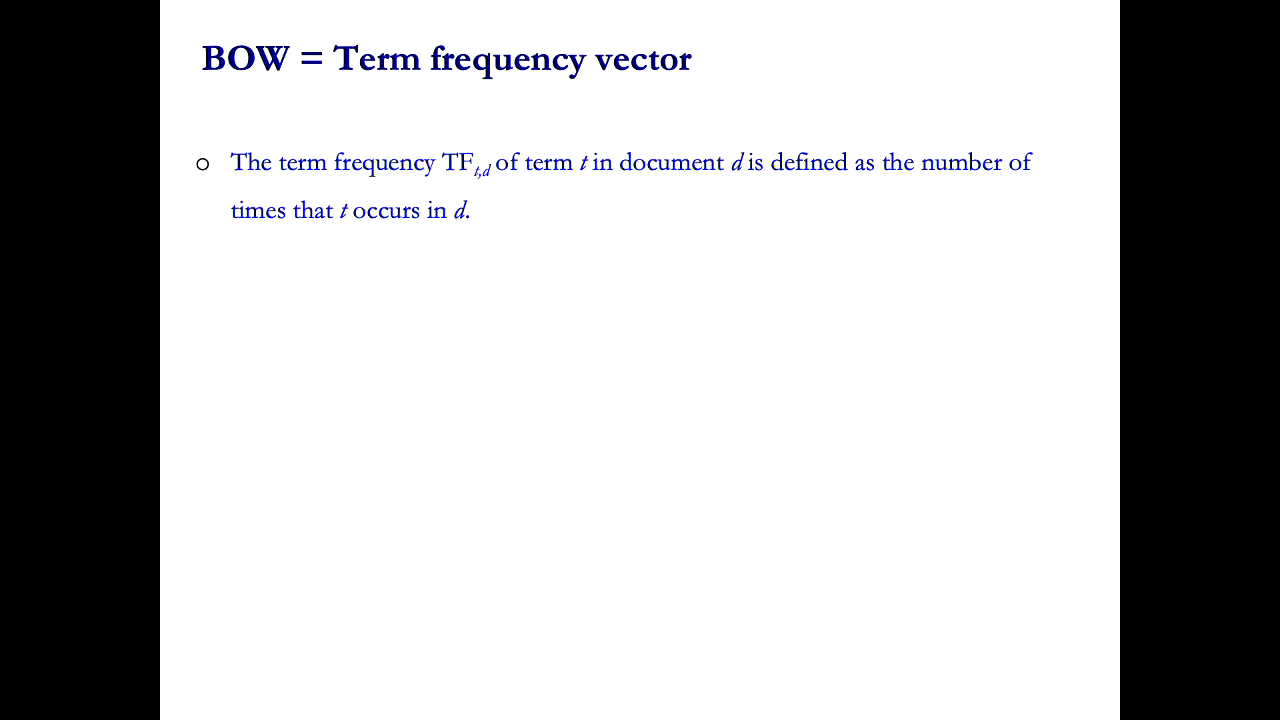 BOW = Term frequency vector
The term frequency TF_{t,d} of term t in document d is defined as the number of
times that t occurs in d.